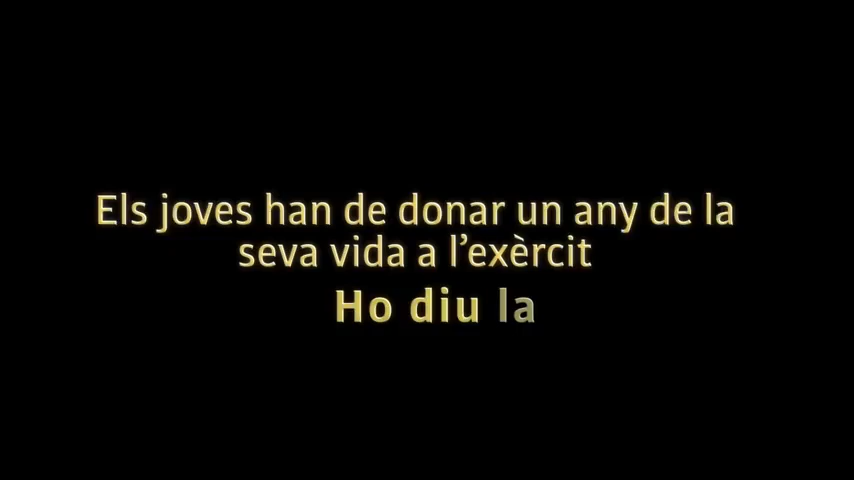 Els joves han de donar un any de la
seva vida a l’exèrcit
Ho diu la